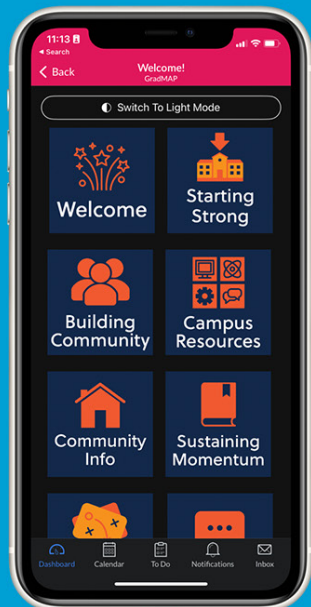 11:13
Search
Back
Welcome!
GradMAP
Switch To Light Mode
Welcome
Starting
Strong
Building
Community
Campus
Resources
Community
Info
Sustaining
Momentum
Dashboard
Calendar
To Do
Notifications
Inbox